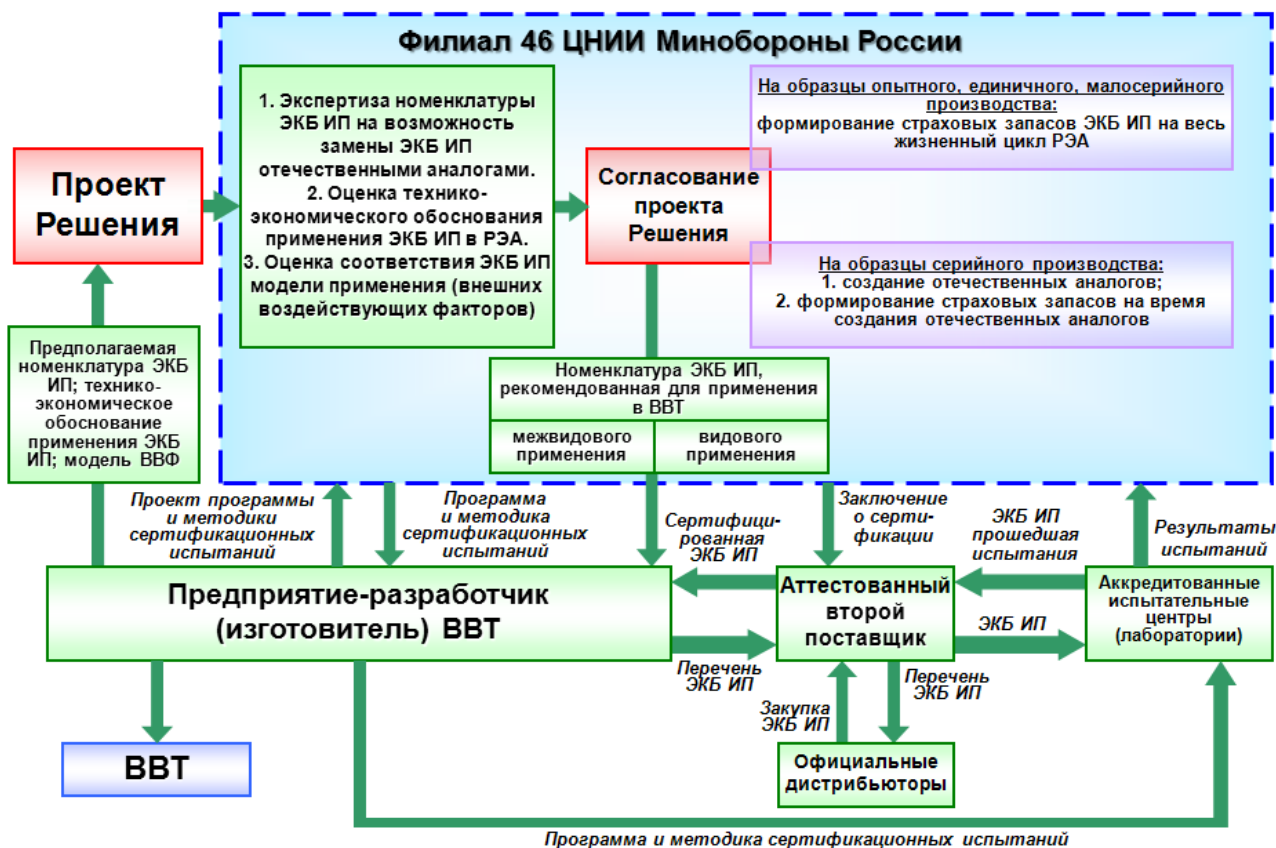 Филиал 46 ЦНИИ Минобороны России
Проект
Решения
1. Экспертиза номенклатуры
ЭКБ ИП на возможность
замены ЭКБ ИП
отечественными аналогами.
2. Оценка технико-
экономического обоснования
применения ЭКБ ИП в РЭА.
3. Оценка соответствия ЭКБ ИП
модели применения (внешних
воздействующих факторов)
Согласование
проекта
Решения
На образцы опытного, единичного, малосерийного
производства:
формирование страховых запасов ЭКБ ИП на весь
жизненный цикл РЭА
На образцы серийного производства:
1. создание отечественных аналогов;
2. формирование страховых запасов на время
создания отечественных аналогов
Предполагаемая
номенклатура ЭКБ
ИП; технико-
экономическое
обоснование
применения ЭКБ
ИП; модель ВВФ
Номенклатура ЭКБ ИП,
рекомендованная для применения
в ВВТ
межвидового
применения
видового
применения
Проект программы
и методики
сертификационных
испытаний
Программа
и методика
сертификационных
испытаний
Сертифици-
рованная
ЭКБ ИП
Заключение
о серти-
фикации
ЭКБ ИП
прошедшая
испытания
Результаты
испытаний
Предприятие-разработчик
(изготовитель) ВВТ
Аттестованный
второй
поставщик
Аккредитованные
испытательные
центры
(лаборатории)
ЭКБ ИП
Перечень
ЭКБ ИП
Закупка
ЭКБ ИП
Перечень
ЭКБ ИП
ВВТ
Официальные
дистрибьюторы
Программа и методика сертификационных испытаний